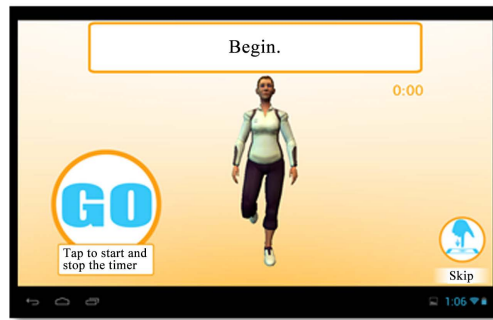 Begin.
0:00
GO
Tap to start and
stop the timer
Skip
1:06